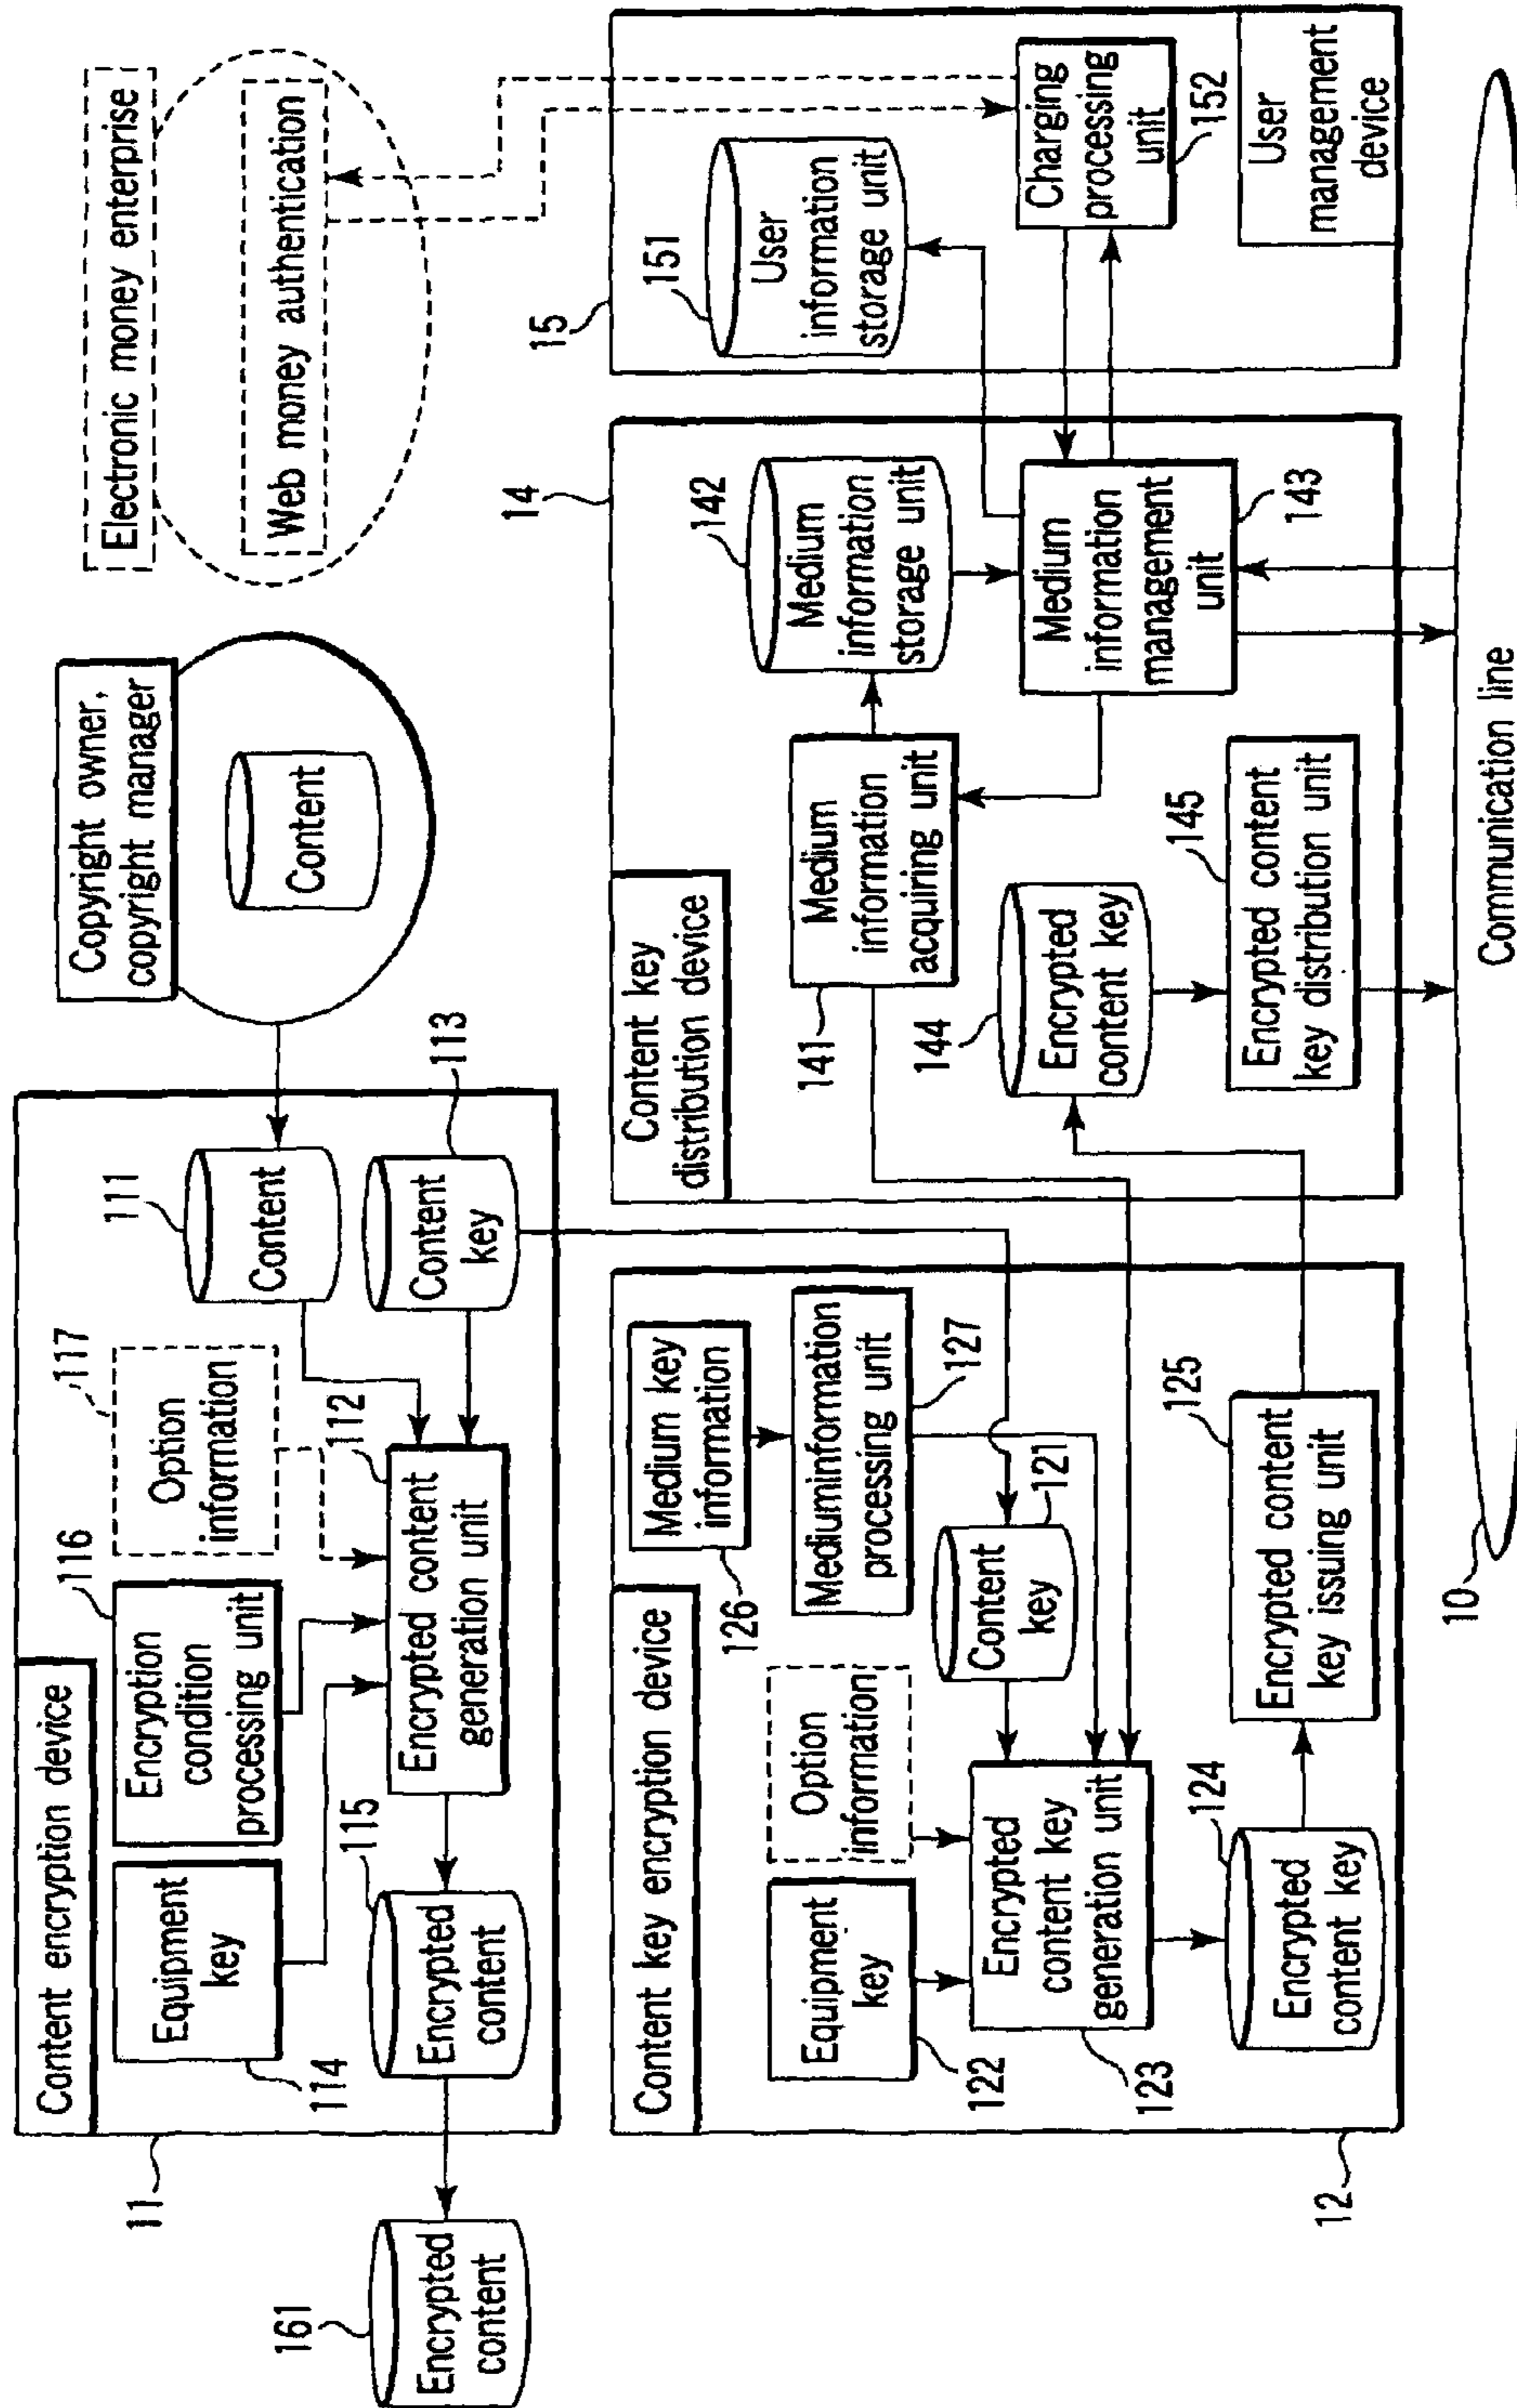 Content encryption device
11
Equipment
key
114
Encryption
condition
processing unit
116
Option
information
117
111
Content
113
Content
key
112
Encrypted content
generation unit
115
Encrypted
content
161
Encrypted
content
Copyright owner,
copyright manager
Content
Electronic money enterprise
Web money authentication
Content key encryption device
12
Equipment
key
122
Option
information
Medium key
information
126
Mediuminformation
processing unit
127
Content
key
121
Encrypted
content key
generation unit
123
124
Encrypted
content key
125
Encrypted content
key issuing unit
Content key
distribution device
14
Medium
information
acquiring unit
141
142
Medium
information
storage unit
Medium
information
management
unit
143
144
Encrypted
content key
145
Encrypted content
key distribution unit
15
151
User
information
storage unit
Charging
processing
unit
152
User
management
device
10
Communication line